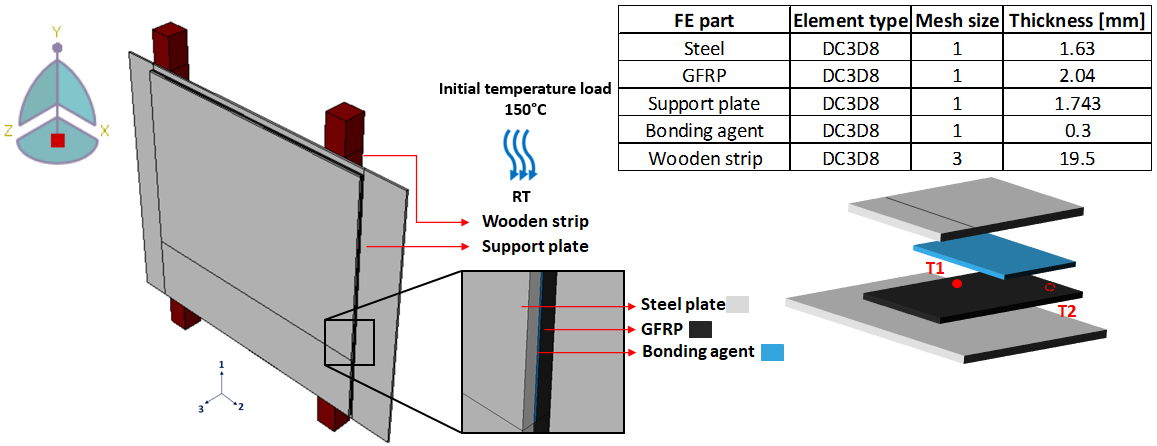 Y
Z
X
Initial temperature load
150°C
RT
Wooden strip
Support plate
1
3
2
Steel plate
GFRP
Bonding agent
FE part Element type Mesh size Thickness [mm]
Steel DC3D8 1 1.63
GFRP DC3D8 1 2.04
Support plate DC3D8 1 1.743
Bonding agent DC3D8 1 0.3
Wooden strip DC3D8 3 19.5
T1
T2